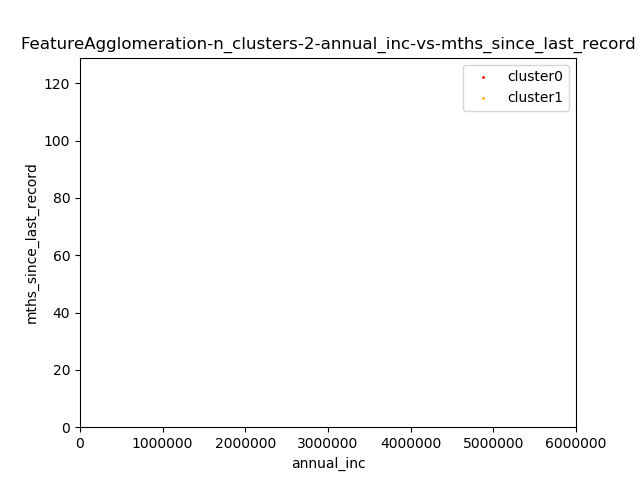 FeatureAgglomeration-n_clusters-2-annual_inc-vs-mths_since_last_record
cluster0
cluster1
120
100
80
60
40
20
0
mths_since_last_record
0 1000000 2000000 3000000 4000000 5000000 6000000
annual_inc